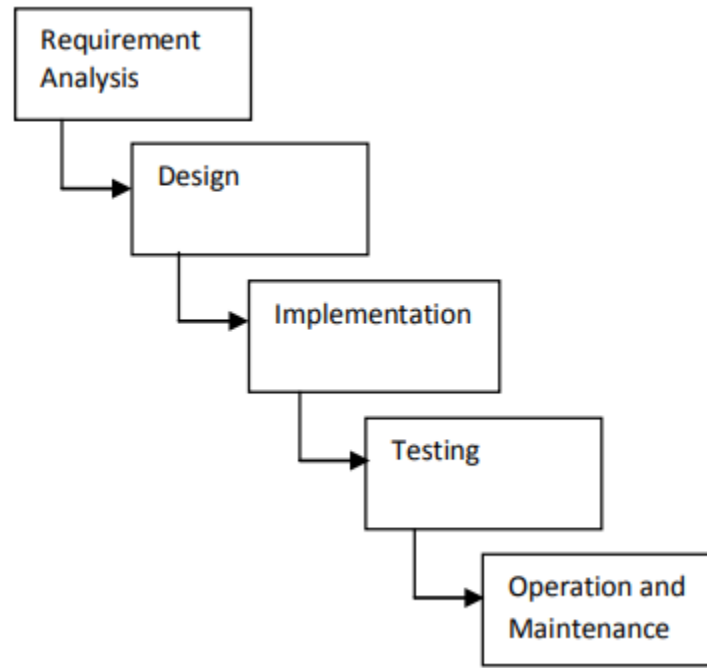 Requirement
Analysis
Design
Implementation
Testing
Operation and
Maintenance